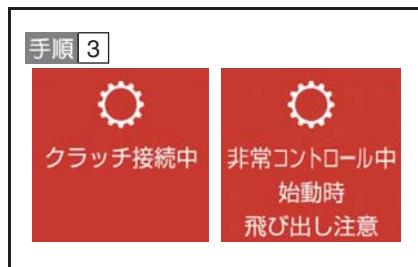 手順 3
クラッチ接続中
非常コントロール中
始動時
飛び出し注意